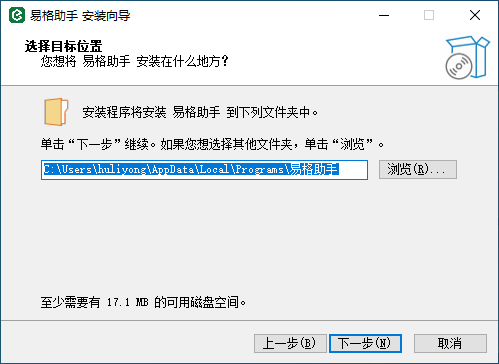 易格助手 安装向导
选择目标位置
您想将 易格助手 安装在什么地方？
安装程序将安装 易格助手 到下列文件夹中。
单击“下一步”继续。如果您想选择其他文件夹，单击“浏览”。
C:\Users\huliyong\AppData\Local\Programs\易格助手 浏览(R)...
至少需要有 17.1 MB 的可用磁盘空间。
上一步(B) 下一步(N) 取消